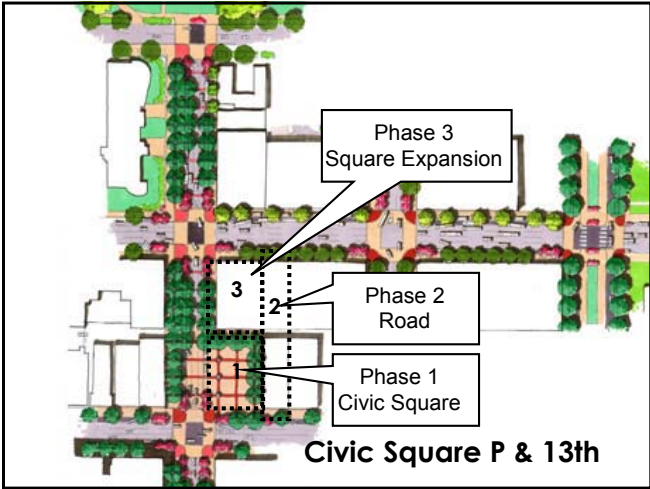 Phase 3
Square Expansion
3
2
Phase 2
Road
1
Phase 1
Civic Square
Civic Square P & 13th